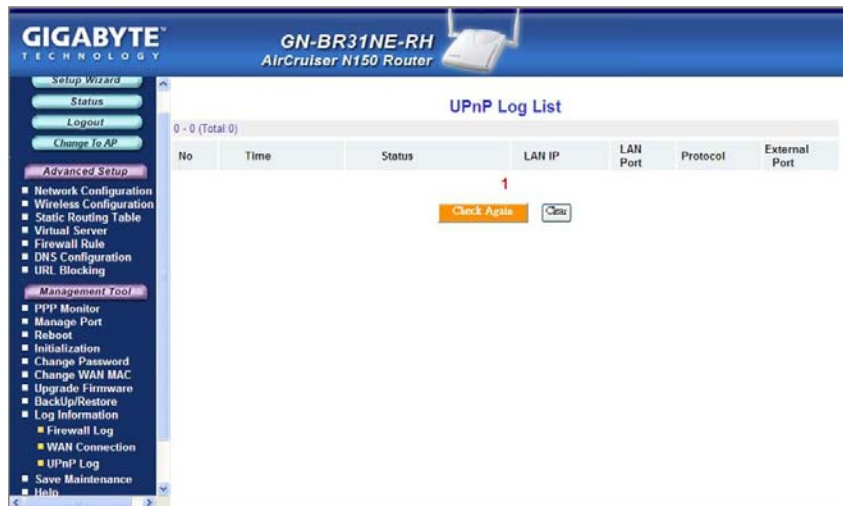 GIGABYTE™
TECHNOLOGY
GN-BR31NE-RH
AirCruiser N150 Router
Setup Wizard
Status
Logout
Change To AP
Advanced Setup
Network Configuration
Wireless Configuration
Static Routing Table
Virtual Server
Firewall Rule
DNS Configuration
URL Blocking
Management Tool
PPP Monitor
Manage Port
Reboot
Initialization
Change Password
Change WAN MAC
Upgrade Firmware
BackUp/Restore
Log Information
Firewall Log
WAN Connection
UPnP Log
Save Maintenance
Help
UPnP Log List
0 - 0 (Total:0)
No Time Status LAN IP LAN Port Protocol External Port
1
Check Again Clear